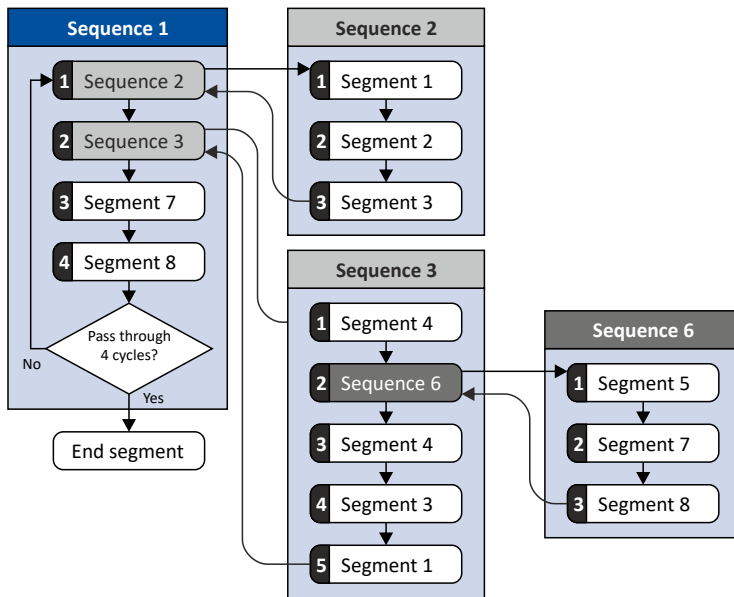 Sequence 1
1 Sequence 2
2 Sequence 3
3 Segment 7
4 Segment 8
Pass through
4 cycles?
No
Yes
End segment
Sequence 2
1 Segment 1
2 Segment 2
3 Segment 3
Sequence 3
1 Segment 4
2 Sequence 6
3 Segment 4
4 Segment 3
5 Segment 1
Sequence 6
1 Segment 5
2 Segment 7
3 Segment 8